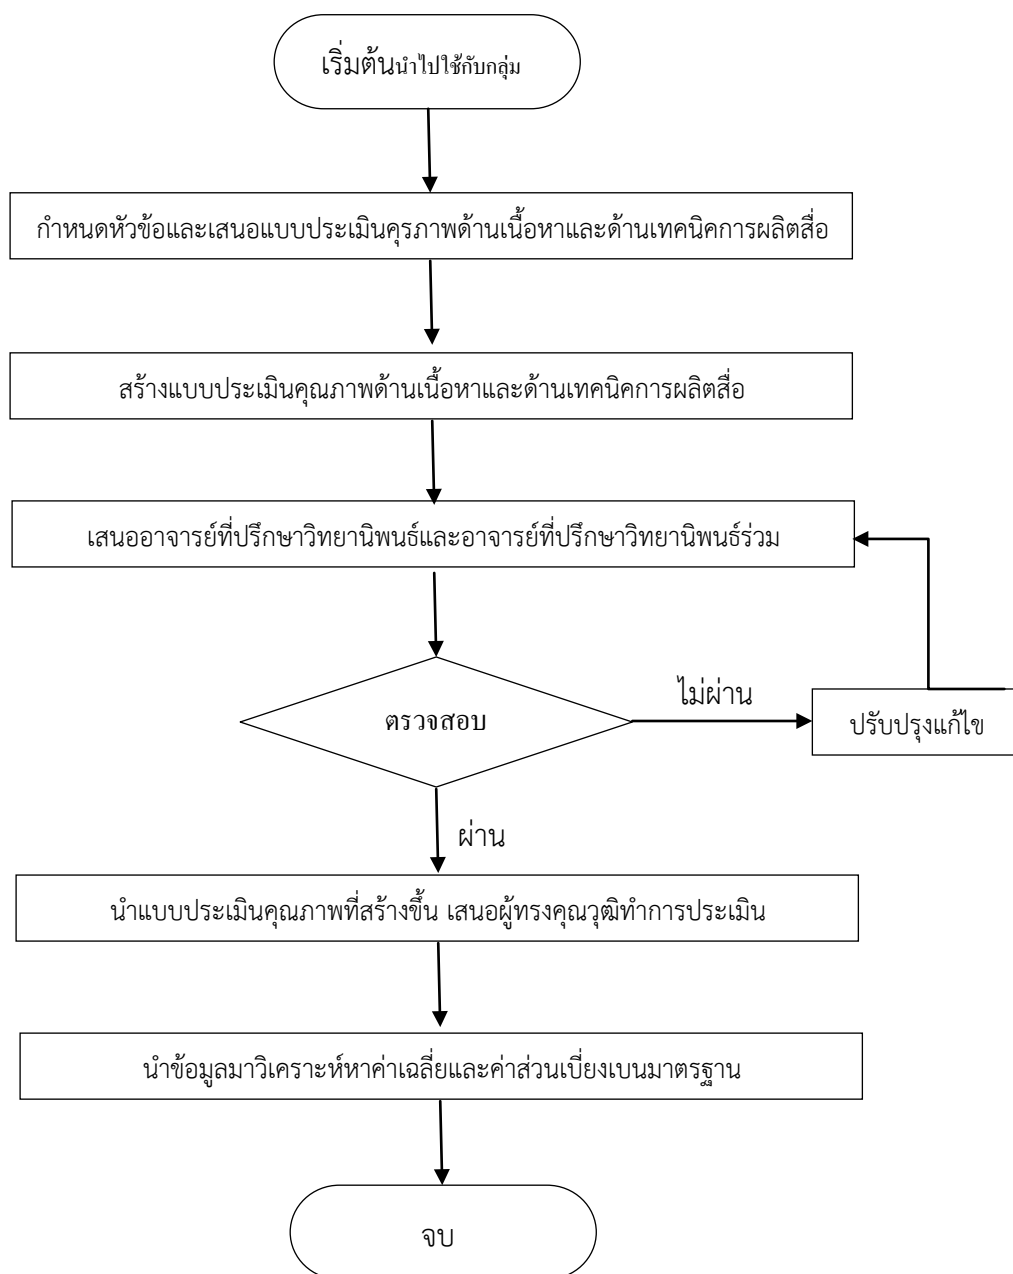 เริ่มต้นนำไปใช้กับกลุ่ม
กำหนดหัวข้อและเสนอแบบประเมินคุรภาพด้านเนื้อหาและด้านเทคนิคการผลิตสื่อ
สร้างแบบประเมินคุณภาพด้านเนื้อหาและด้านเทคนิคการผลิตสื่อ
เสนออาจารย์ที่ปรึกษาวิทยานิพนธ์และอาจารย์ที่ปรึกษาวิทยานิพนธ์ร่วม
ไม่ผ่าน
ตรวจสอบ
ปรับปรุงแก้ไข
ผ่าน
นำแบบประเมินคุณภาพที่สร้างขึ้น เสนอผู้ทรงคุณวุฒิทำการประเมิน
นำข้อมูลมาวิเคราะห์หาค่าเฉลี่ยและค่าส่วนเบี่ยงเบนมาตรฐาน
จบ